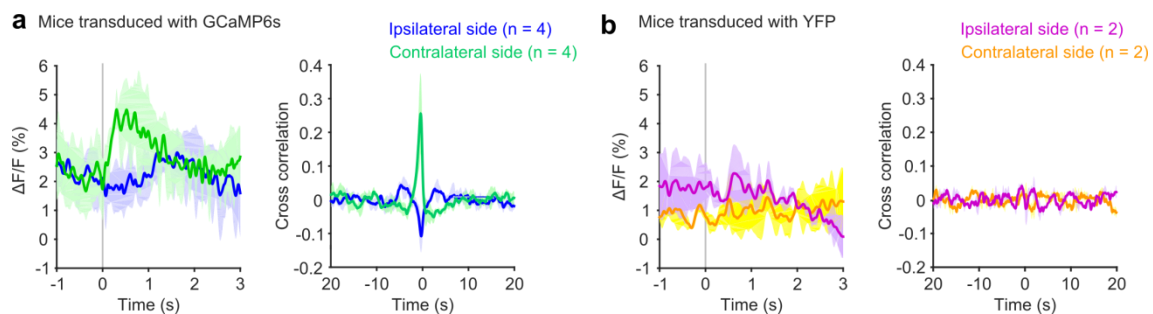 a Mice transduced with GCaMP6s
Ipsilateral side (n = 4)
Contralateral side (n = 4)
ΔF/F (%)
6
5
4
3
2
1
0
-1
-1 0 1 2 3
Time (s)
Cross correlation
0.4
0.3
0.2
0.1
0
-0.1
-0.2
20 10 0 10 20
Time (s)
b Mice transduced with YFP
Ipsilateral side (n = 2)
Contralateral side (n = 2)
ΔF/F (%)
6
5
4
3
2
1
0
-1
-1 0 1 2 3
Time (s)
Cross correlation
0.4
0.3
0.2
0.1
0
-0.1
-0.2
20 10 0 10 20
Time (s)